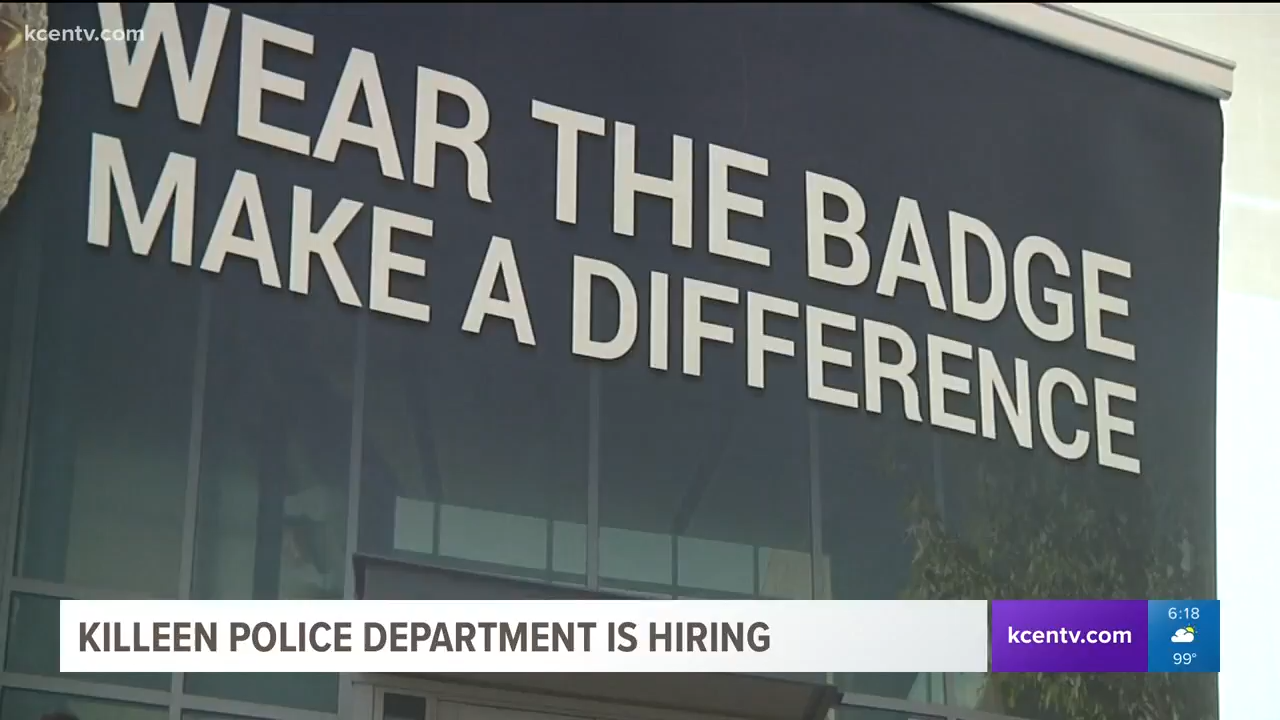 kcentv.com
WEAR THE BADGE
MAKE A DIFFERENCE
KILLEEN POLICE DEPARTMENT IS HIRING
kcentv.com
6:18
99°